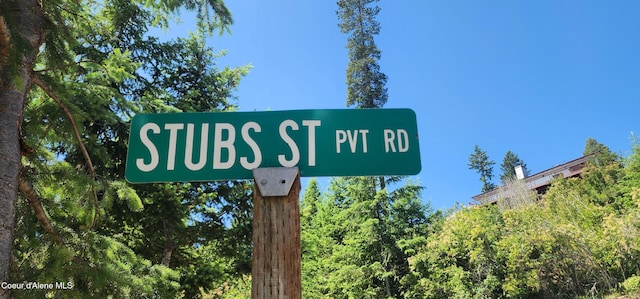 STUBS ST PVT RD
Coeur d'Alene MLS